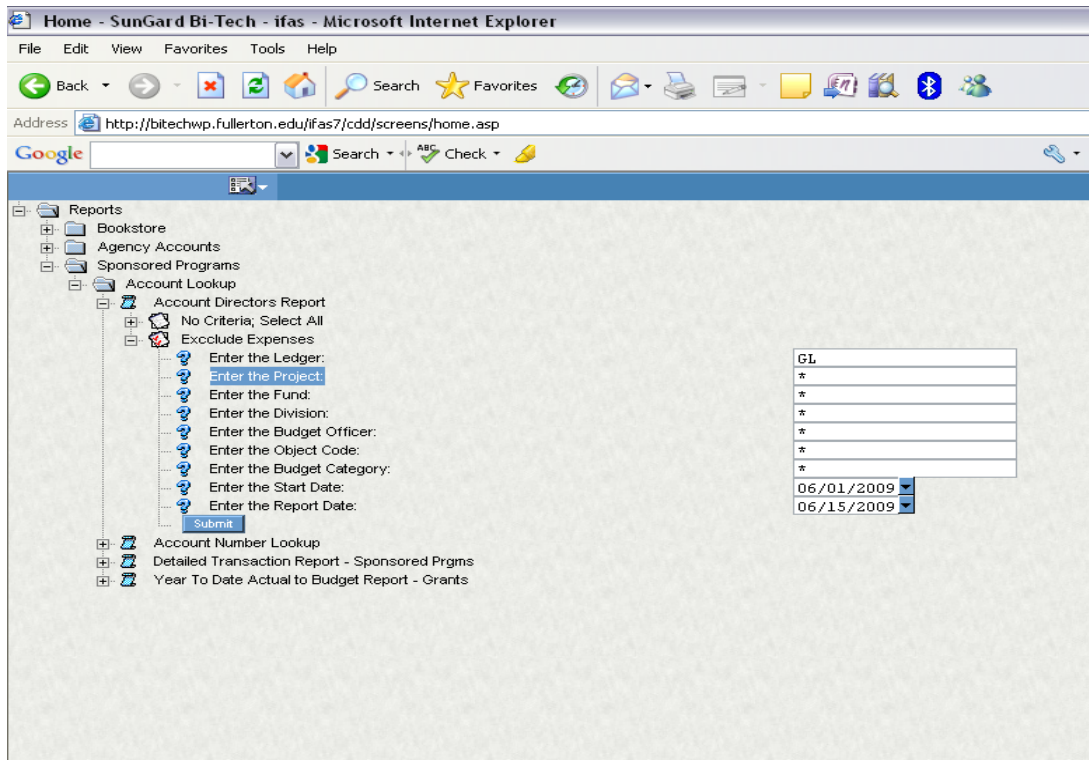 Home - SunGard Bi-Tech - ifas - Microsoft Internet Explorer
File Edit View Favorites Tools Help
Back Search Favorites
Address http://bitechwp.fullerton.edu/ifas7/cdd/screens/home.asp
Google Search ABC Check
Reports
Bookstore
Agency Accounts
Sponsored Programs
Account Lookup
Account Directors Report
No Criteria; Select All
Excclude Expenses
Enter the Ledger: GL
Enter the Project: *
Enter the Fund: *
Enter the Division: *
Enter the Budget Officer: *
Enter the Object Code: *
Enter the Budget Category: *
Enter the Start Date: 06/01/2009
Enter the Report Date: 06/15/2009
Submit
Account Number Lookup
Detailed Transaction Report - Sponsored Prgms
Year To Date Actual to Budget Report - Grants